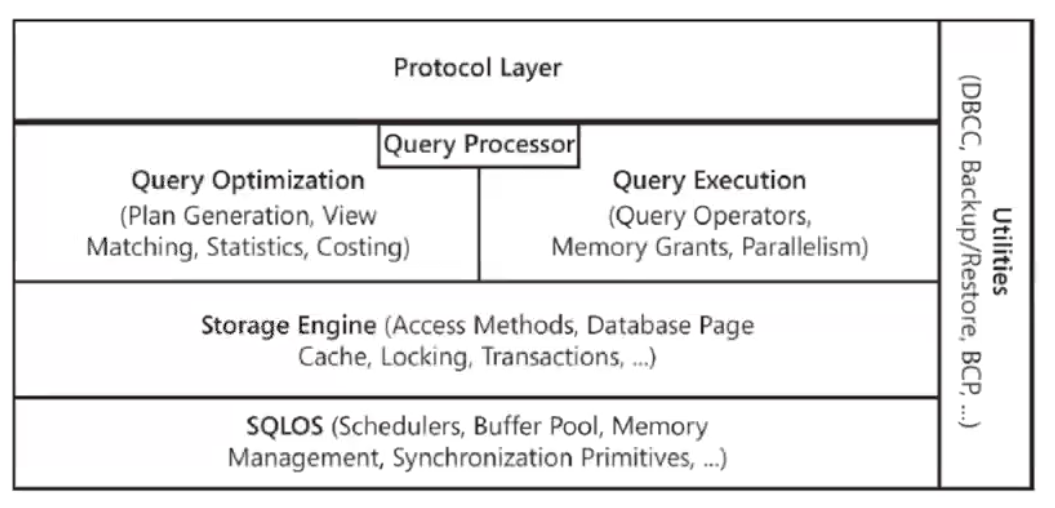 Protocol Layer
Query Processor
Query Optimization
(Plan Generation, View
Matching, Statistics, Costing)
Query Execution
(Query Operators,
Memory Grants, Parallelism)
Storage Engine (Access Methods, Database Page
Cache, Locking, Transactions, ...)
SQLOS (Schedulers, Buffer Pool, Memory
Management, Synchronization Primitives, ...)
Utilities
(DBCC, Backup/Restore, BCP, ...)